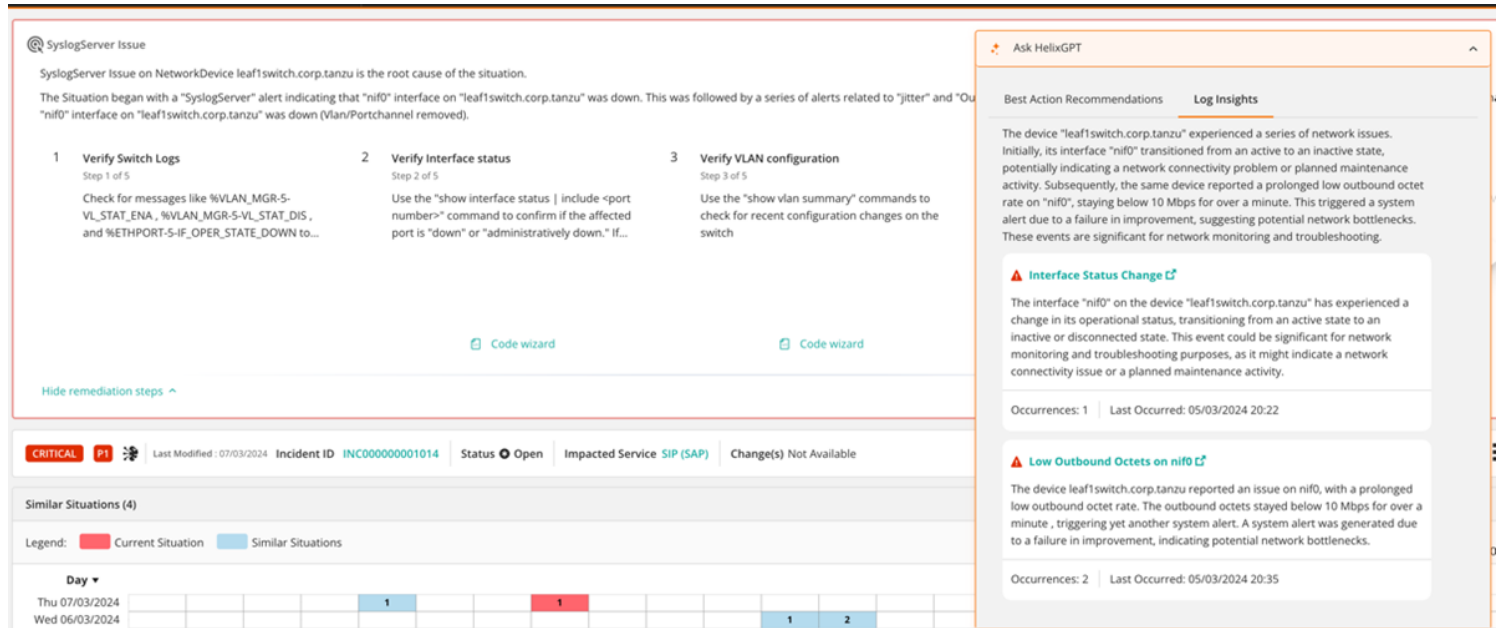 SyslogServer Issue
SyslogServer Issue on NetworkDevice leaf1switch.corp.tanzu is the root cause of the situation.
The Situation began with a "SyslogServer" alert indicating that "nif0" interface on "leaf1switch.corp.tanzu" was down. This was followed by a series of alerts related to "jitter" and "Ou
"nif0" interface on "leaf1switch.corp.tanzu" was down (Vlan/Portchannel removed).
1 Verify Switch Logs
Step 1 of 5
Check for messages like %VLAN_MGR-5-
VL_STAT_ENA , %VLAN_MGR-5-VL_STAT_DIS ,
and %ETHPORT-5-IF_OPER_STATE_DOWN to...
2 Verify Interface status
Step 2 of 5
Use the "show interface status | include <port
number>" command to confirm if the affected
port is "down" or "administratively down." If...
Code wizard
3 Verify VLAN configuration
Step 3 of 5
Use the "show vlan summary" commands to
check for recent configuration changes on the
switch
Code wizard
Hide remediation steps
CRITICAL P1 Last Modified : 07/03/2024 Incident ID INC000000001014 Status Open Impacted Service SIP (SAP) Change(s) Not Available
Similar Situations (4)
Legend: Current Situation Similar Situations
Day
Thu 07/03/2024 1 1
Wed 06/03/2024 1 2
Ask HelixGPT
Best Action Recommendations Log Insights
The device "leaf1switch.corp.tanzu" experienced a series of network issues.
Initially, its interface "nif0" transitioned from an active to an inactive state,
potentially indicating a network connectivity problem or planned maintenance
activity. Subsequently, the same device reported a prolonged low outbound octet
rate on "nif0", staying below 10 Mbps for over a minute. This triggered a system
alert due to a failure in improvement, suggesting potential network bottlenecks.
These events are significant for network monitoring and troubleshooting.
Interface Status Change
The interface "nif0" on the device "leaf1switch.corp.tanzu" has experienced a
change in its operational status, transitioning from an active state to an
inactive or disconnected state. This event could be significant for network
monitoring and troubleshooting purposes, as it might indicate a network
connectivity issue or a planned maintenance activity.
Occurrences: 1 Last Occurred: 05/03/2024 20:22
Low Outbound Octets on nif0
The device leaf1switch.corp.tanzu reported an issue on nif0, with a prolonged
low outbound octet rate. The outbound octets stayed below 10 Mbps for over a
minute , triggering yet another system alert. A system alert was generated due
to a failure in improvement, indicating potential network bottlenecks.
Occurrences: 2 Last Occurred: 05/03/2024 20:35